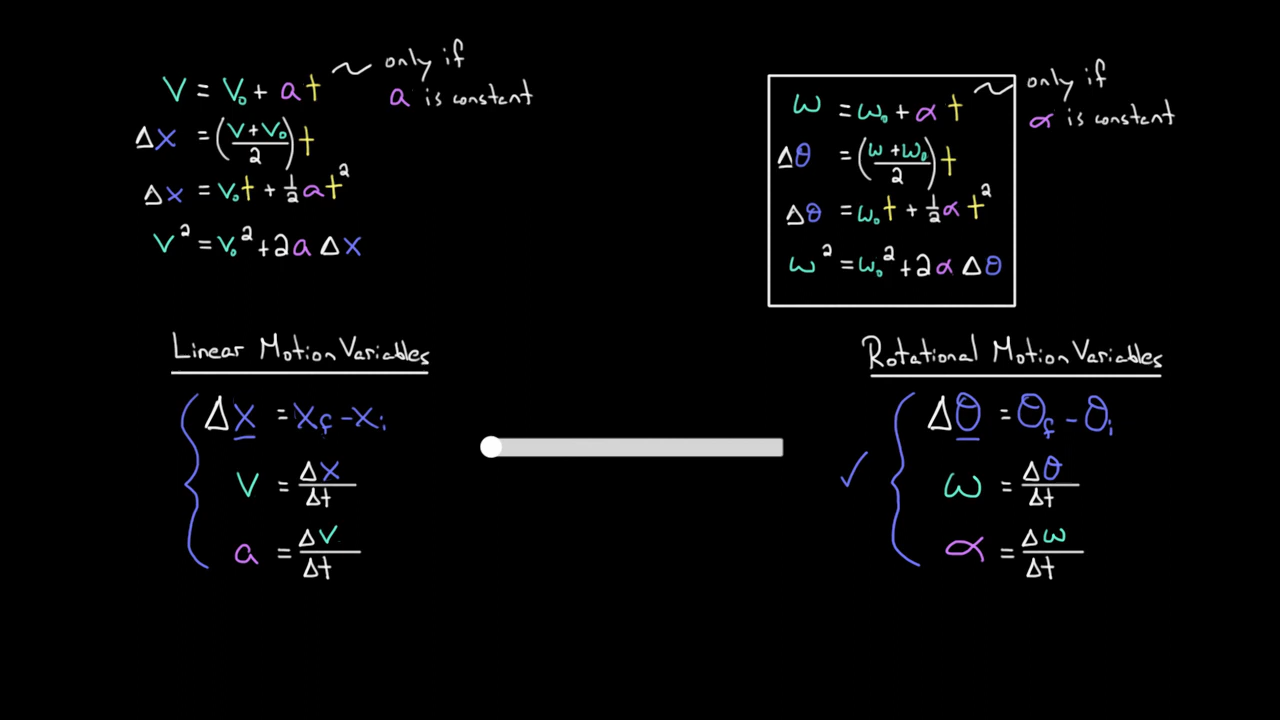 V = V₀ + at ~ only if
a is constant
Δx = (V + V₀ / 2) t
Δx = V₀t + ½at²
V² = V₀² + 2aΔx
ω = ω₀ + αt ~ only if
α is constant
Δθ = (ω + ω₀ / 2) t
Δθ = ω₀t + ½αt²
ω² = ω₀² + 2αΔθ
Linear Motion Variables
Δx = x_f - x_i
V = Δx / Δt
a = ΔV / Δt
Rotational Motion Variables
Δθ = θ_f - θ_i
ω = Δθ / Δt
α = Δω / Δt